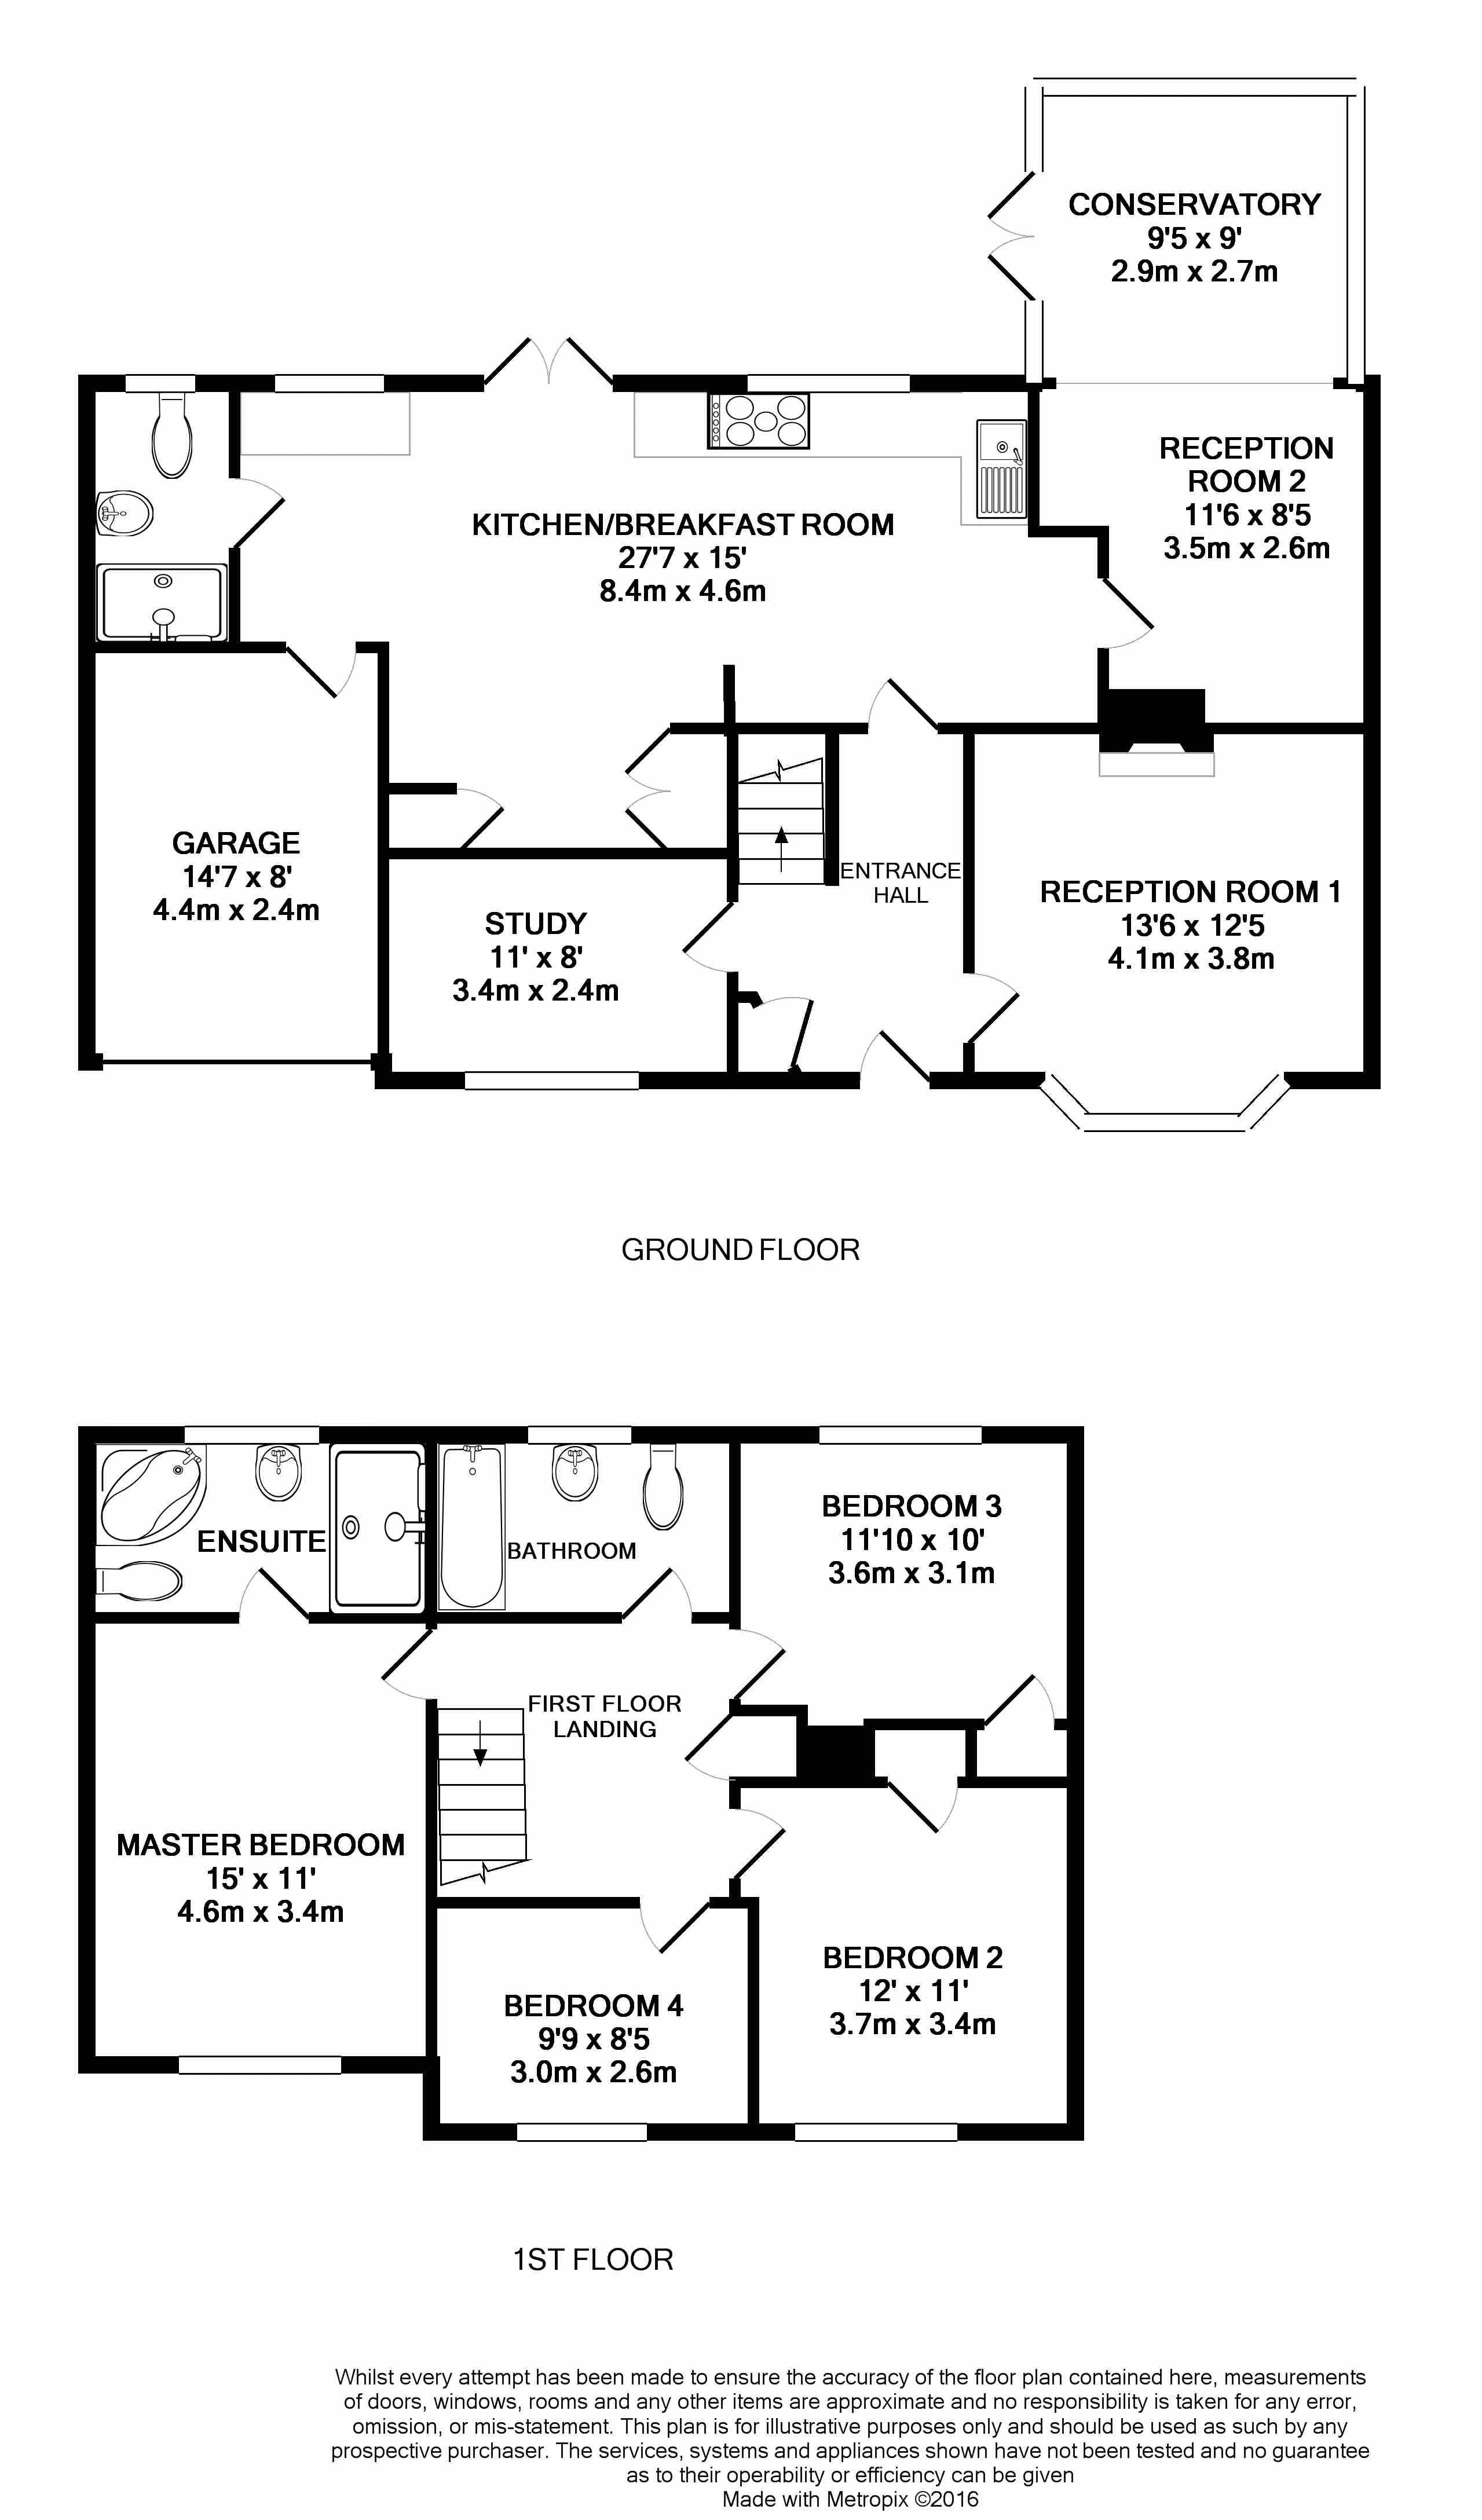 CONSERVATORY
9'5 x 9'
2.9m x 2.7m
RECEPTION
ROOM 2
11'6 x 8'5
3.5m x 2.6m
KITCHEN/BREAKFAST ROOM
27'7 x 15'
8.4m x 4.6m
GARAGE
14'7 x 8'
4.4m x 2.4m
STUDY
11' x 8'
3.4m x 2.4m
ENTRANCE
HALL
RECEPTION ROOM 1
13'6 x 12'5
4.1m x 3.8m
GROUND FLOOR
ENSUITE
BATHROOM
BEDROOM 3
11'10 x 10'
3.6m x 3.1m
FIRST FLOOR
LANDING
MASTER BEDROOM
15' x 11'
4.6m x 3.4m
BEDROOM 4
9'9 x 8'5
3.0m x 2.6m
BEDROOM 2
12' x 11'
3.7m x 3.4m
1ST FLOOR
Whilst every attempt has been made to ensure the accuracy of the floor plan contained here, measurements
of doors, windows, rooms and any other items are approximate and no responsibility is taken for any error,
omission, or mis-statement. This plan is for illustrative purposes only and should be used as such by any
prospective purchaser. The services, systems and appliances shown have not been tested and no guarantee
as to their operability or efficiency can be given
Made with Metropix ©2016